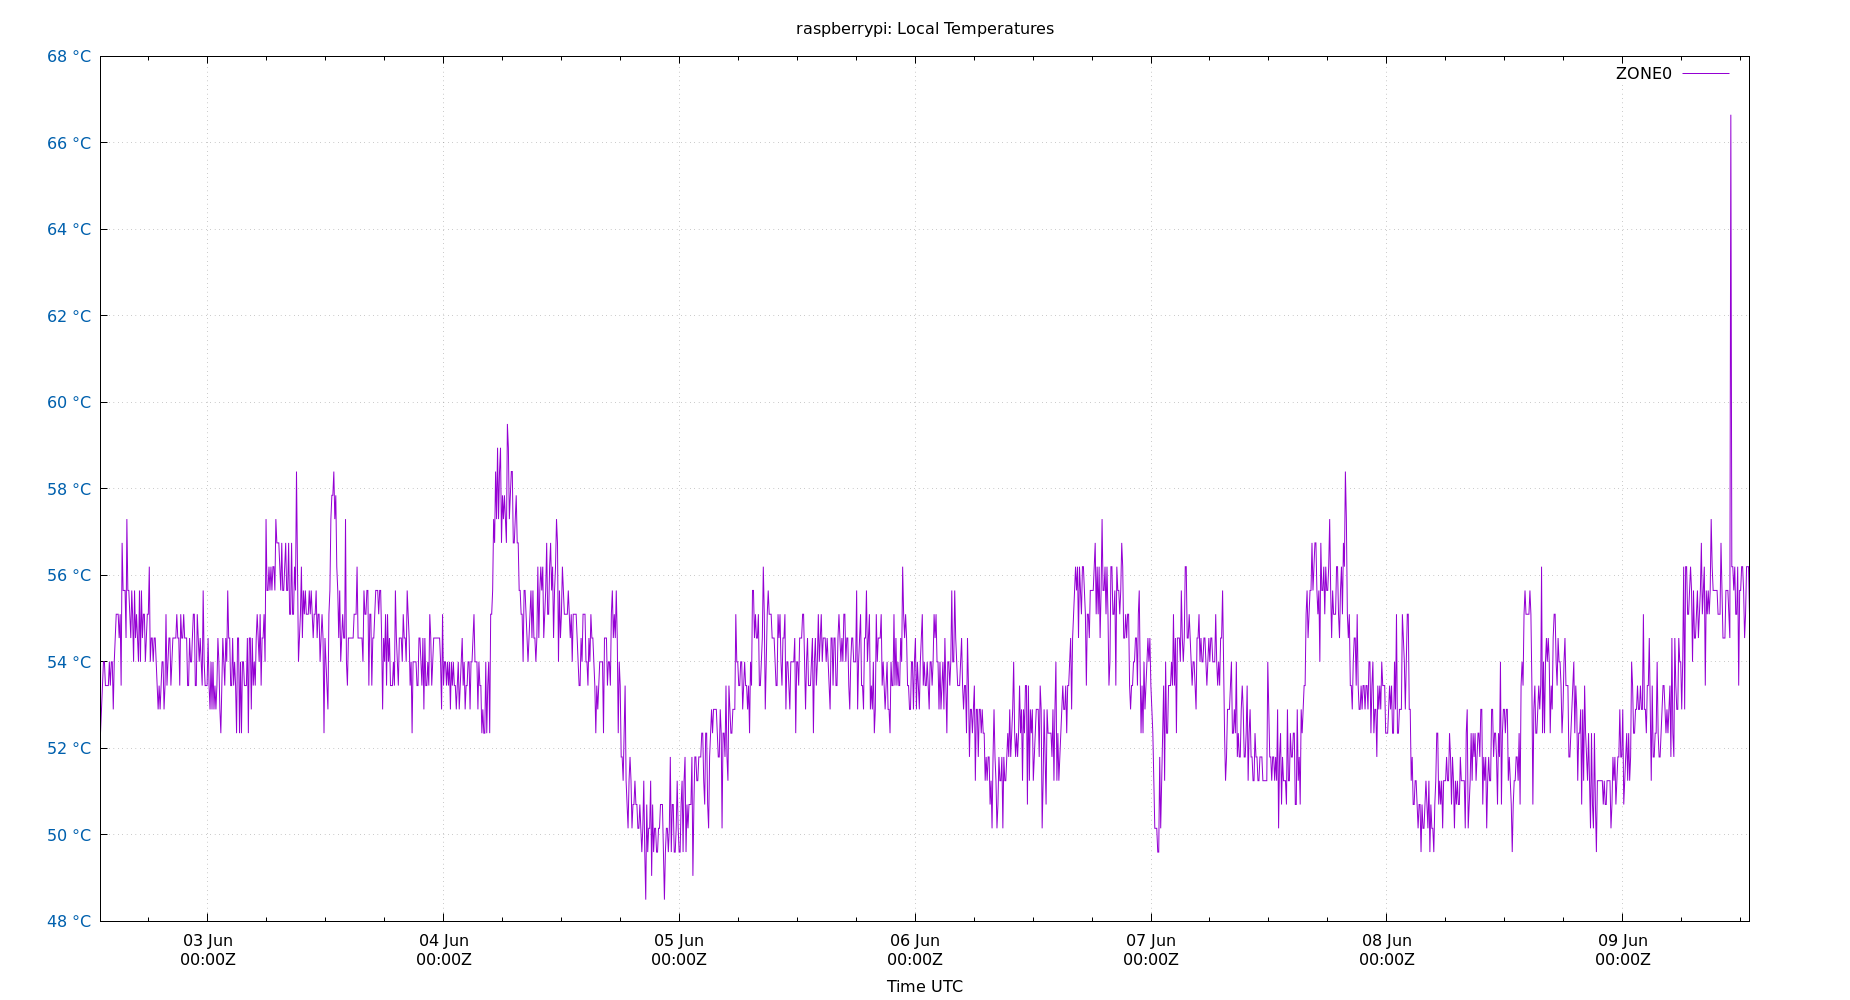 raspberrypi: Local Temperatures
68 °C
ZONE0
66 °C
64 °C
62 °C
60 °C
58 °C
56 °C
54 °C
52 °C
50 °C
48 °C
03 Jun 04 Jun 05 Jun 06 Jun 07 Jun 08 Jun 09 Jun
00:00Z 00:00Z 00:00Z 00:00Z 00:00Z 00:00Z 00:00Z
Time UTC